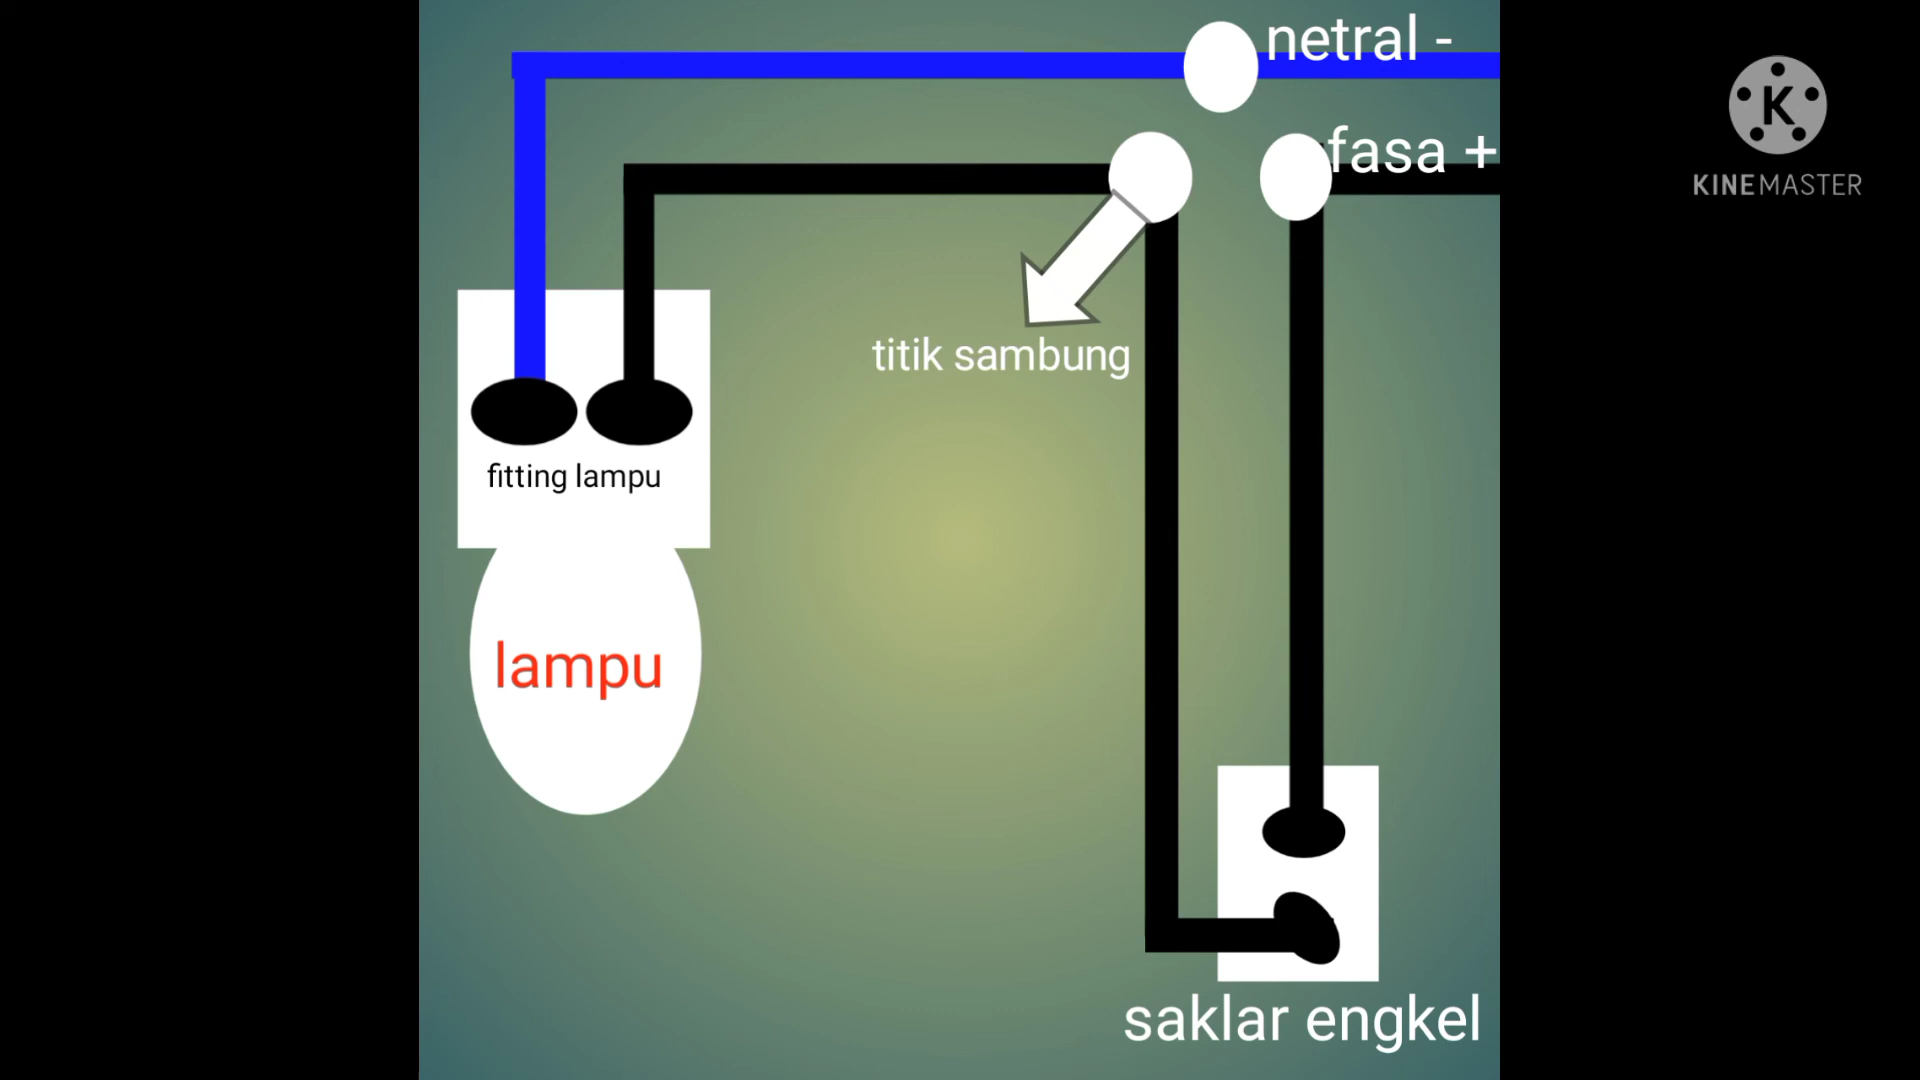 netral -
fasa +
titik sambung
fitting lampu
lampu
saklar engkel
K
KINEMASTER